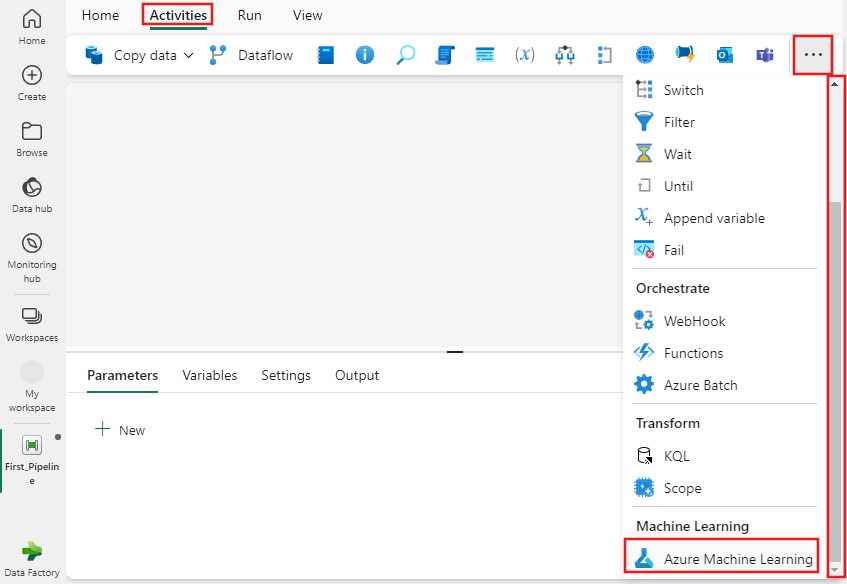 Home
Activities
Run
View
Home
Copy data
Dataflow
(x)
...
Create
Browse
Data hub
Monitoring
hub
Workspaces
My
workspace
First_Pipelin
e
Data Factory
Switch
Filter
Wait
Until
Append variable
Fail
Orchestrate
WebHook
Functions
Azure Batch
Transform
KQL
Scope
Machine Learning
Azure Machine Learning
Parameters
Variables
Settings
Output
New